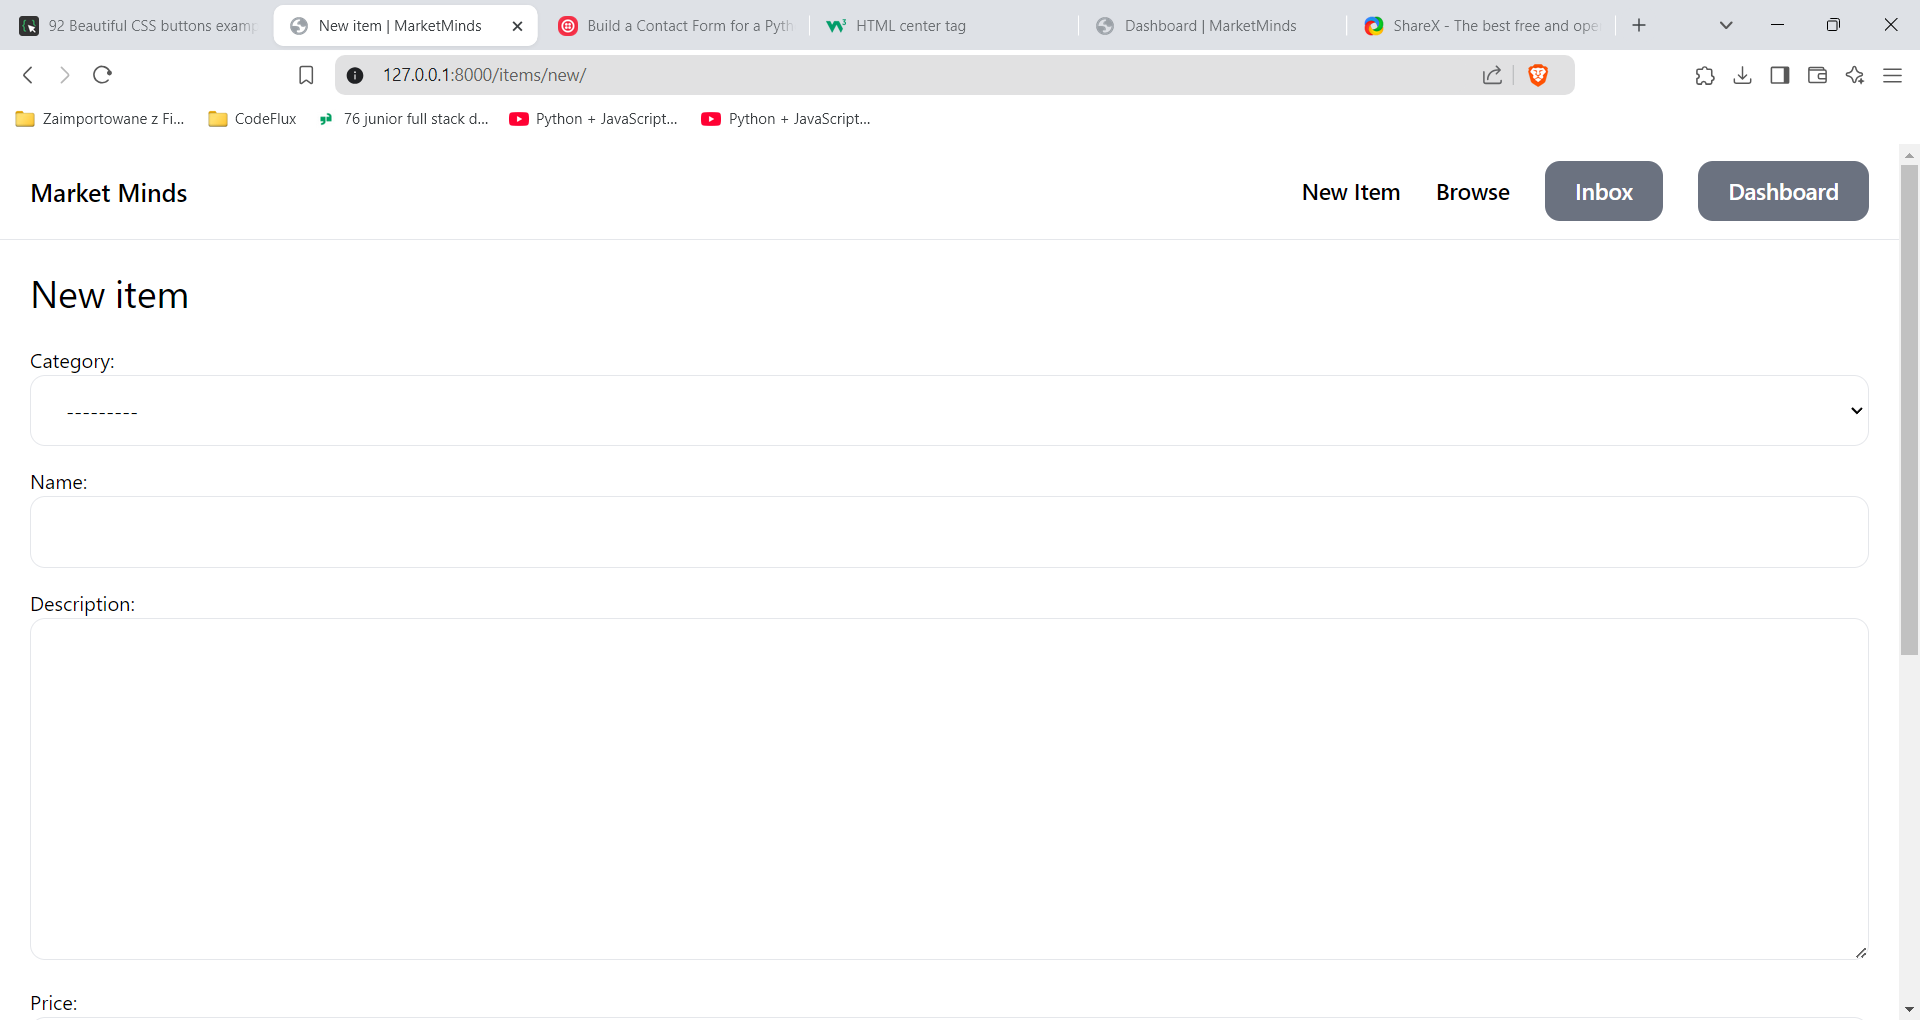 92 Beautiful CSS buttons examp
New item | MarketMinds
Build a Contact Form for a Pyth
HTML center tag
Dashboard | MarketMinds
ShareX - The best free and ope
127.0.0.1:8000/items/new/
Zaimportowane z Fi...
CodeFlux
76 junior full stack d...
Python + JavaScript...
Python + JavaScript...
Market Minds
New Item
Browse
Inbox
Dashboard
New item
Category:
---------
Name:
Description:
Price: